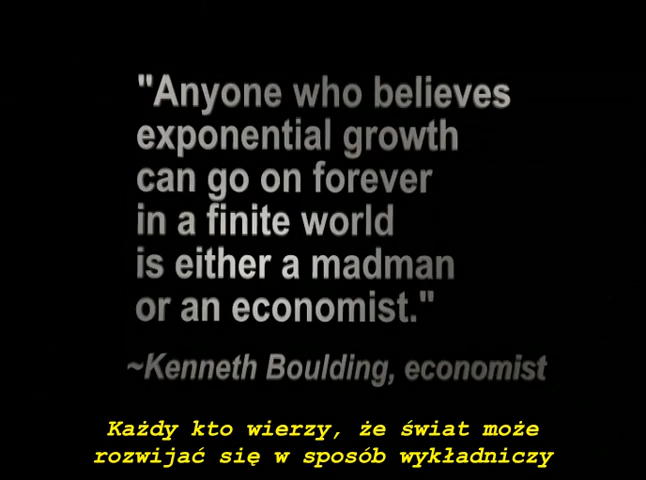 "Anyone who believes
exponential growth
can go on forever
in a finite world
is either a madman
or an economist."
~Kenneth Boulding, economist
Każdy kto wierzy, że świat może
rozwijać się w sposób wykładniczy